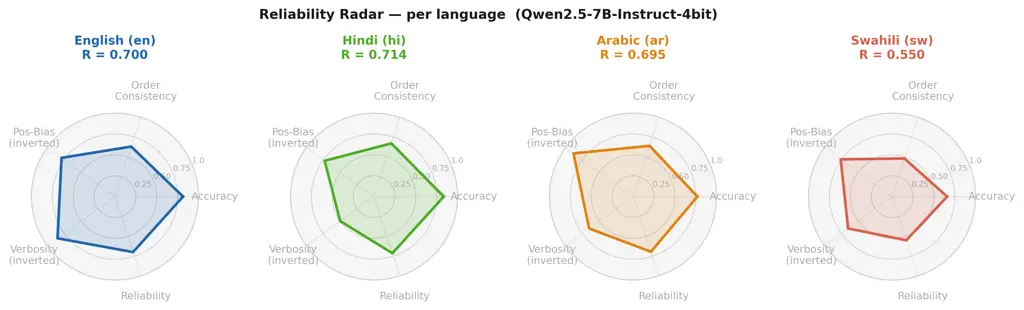 Reliability Radar — per language  (Qwen2.5-7B-Instruct-4bit)
English (en)
R = 0.700
Order
Consistency
Pos-Bias
(inverted)
1.0
0.75
0.50
0.25
Accuracy
Verbosity
(inverted)
Reliability
Hindi (hi)
R = 0.714
Order
Consistency
Pos-Bias
(inverted)
1.0
0.75
0.50
0.25
Accuracy
Verbosity
(inverted)
Reliability
Arabic (ar)
R = 0.695
Order
Consistency
Pos-Bias
(inverted)
1.0
0.75
0.50
0.25
Accuracy
Verbosity
(inverted)
Reliability
Swahili (sw)
R = 0.550
Order
Consistency
Pos-Bias
(inverted)
1.0
0.75
0.50
0.25
Accuracy
Verbosity
(inverted)
Reliability